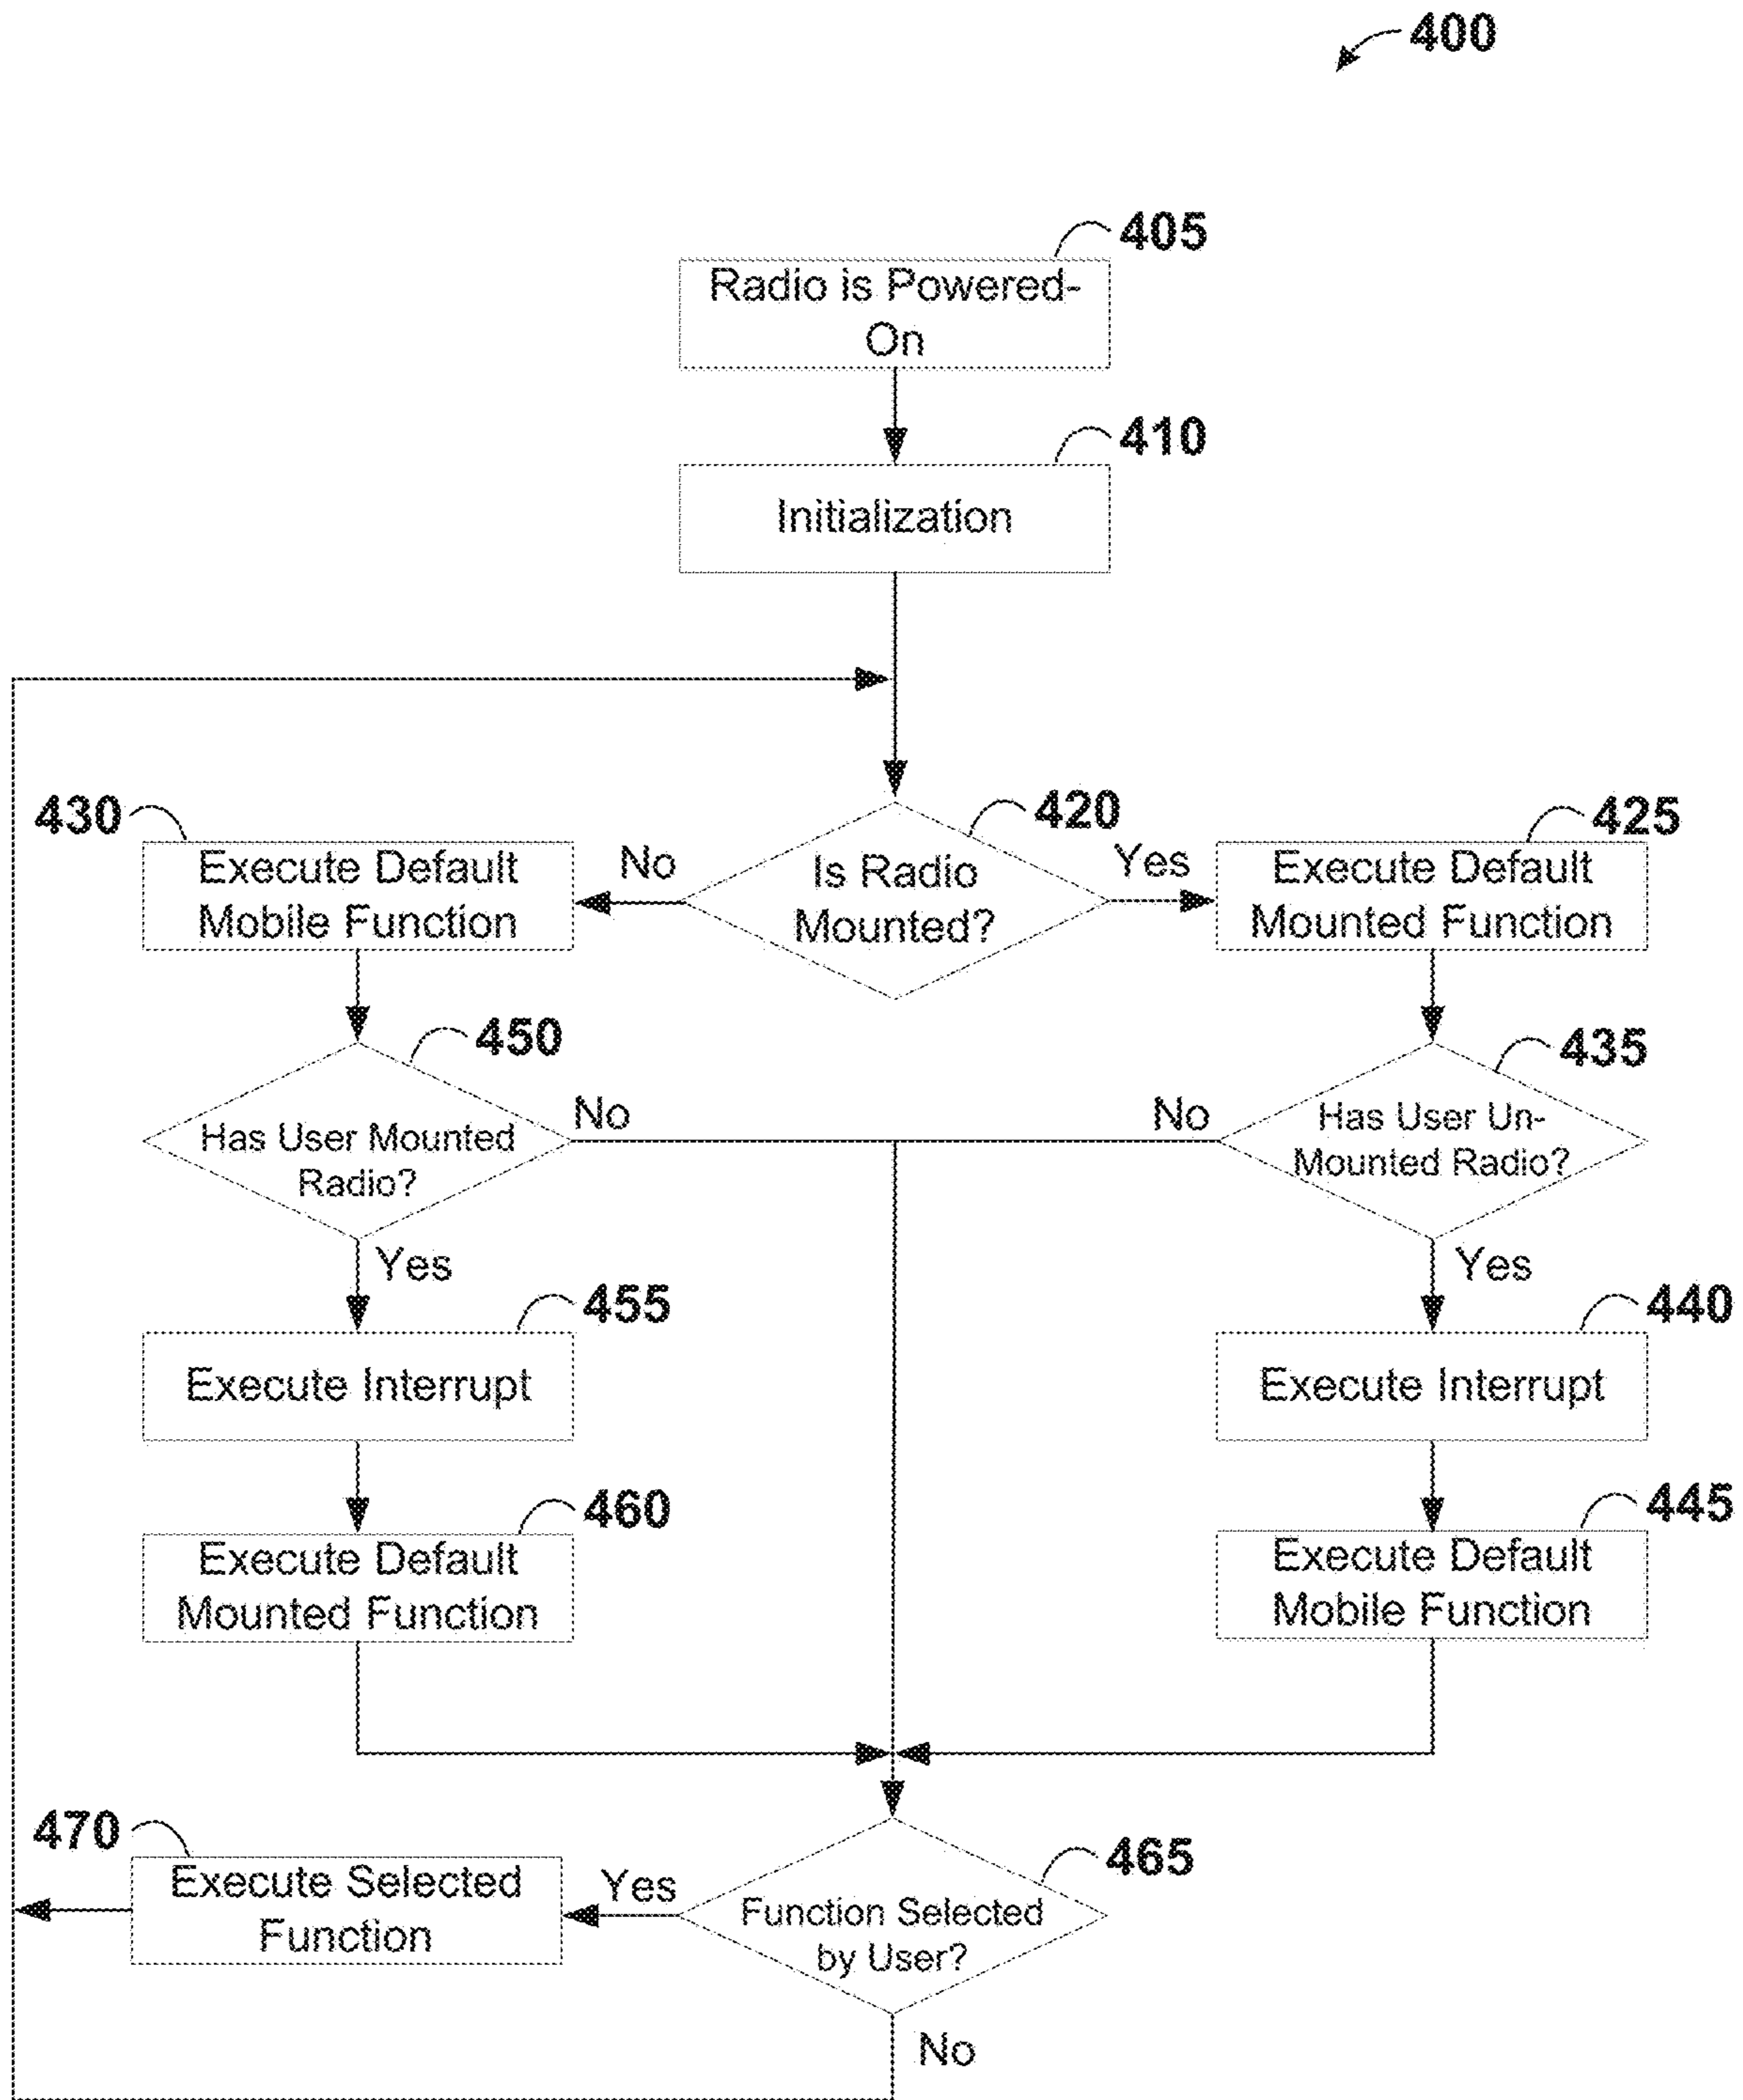 400
405
Radio is Powered-
On
410
Initialization
430
420
425
Execute Default
Mobile Function
No
Is Radio
Mounted?
Yes
Execute Default
Mounted Function
450
435
Has User Mounted
Radio?
No
No
Has User Un-
Mounted Radio?
Yes
Yes
455
440
Execute Interrupt
Execute Interrupt
460
445
Execute Default
Mounted Function
Execute Default
Mobile Function
470
465
Execute Selected
Function
Yes
Function Selected
by User?
No